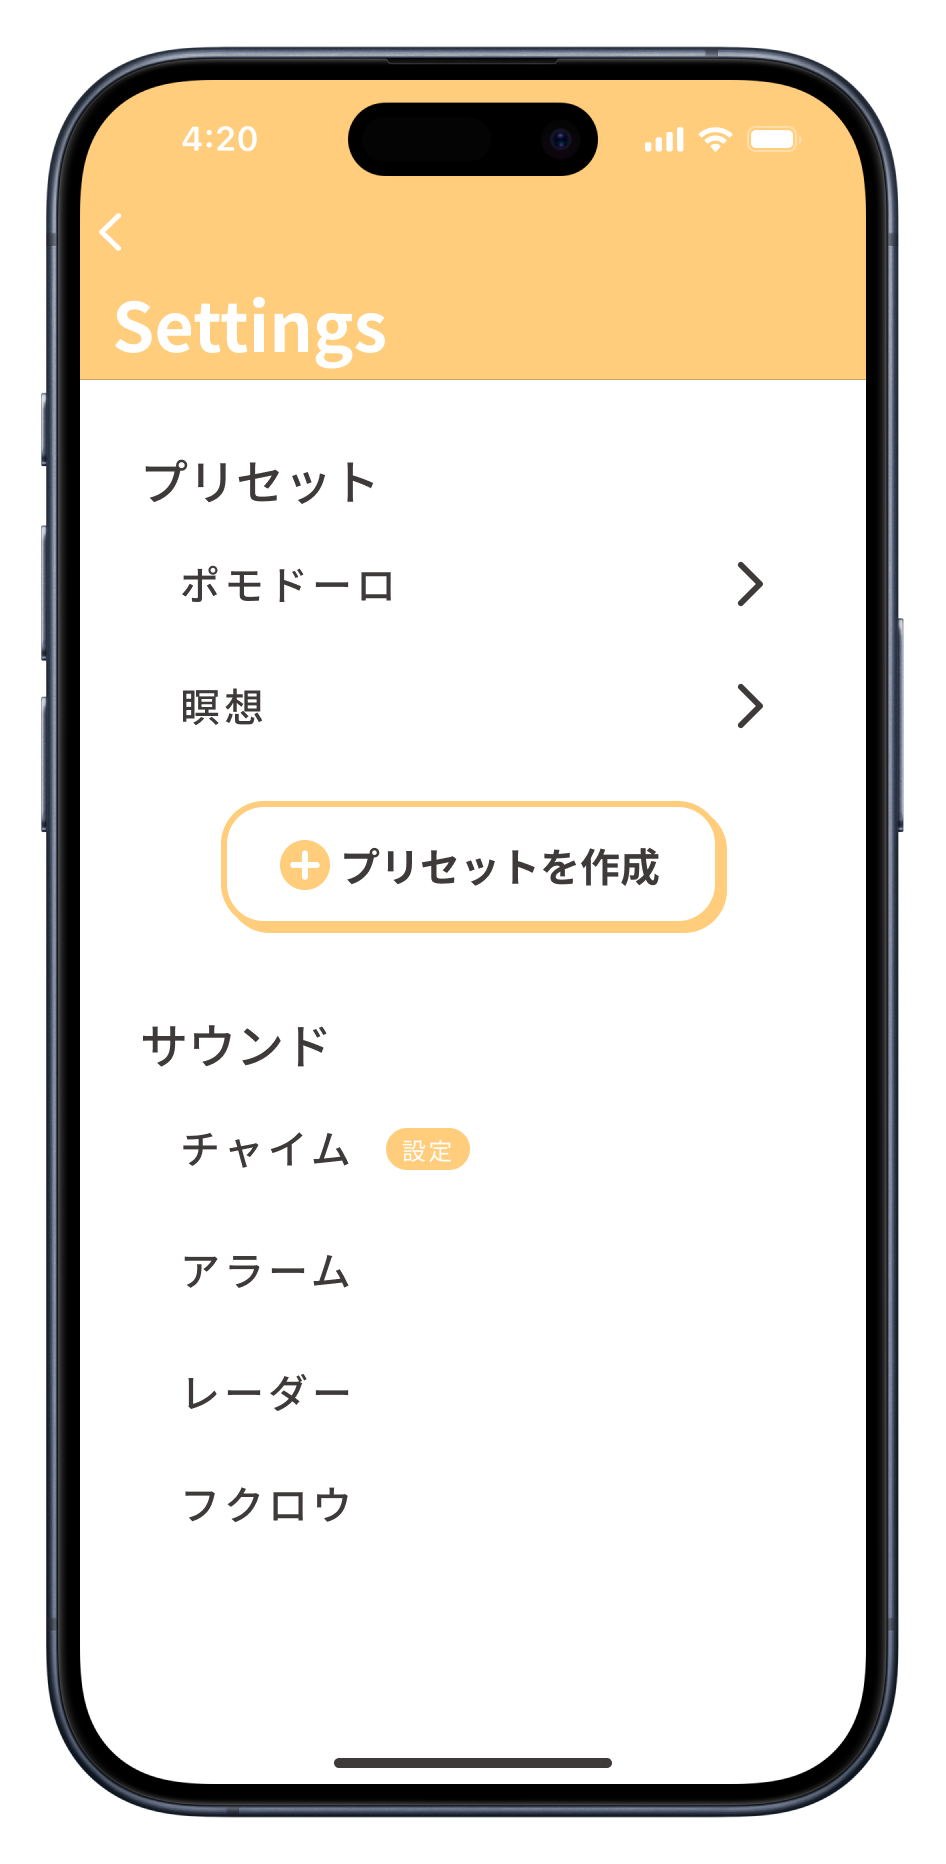 4:20
Settings
プリセット
ポモドーロ
瞑想
プリセットを作成
サウンド
チャイム 設定
アラーム
レーダー
フクロウ